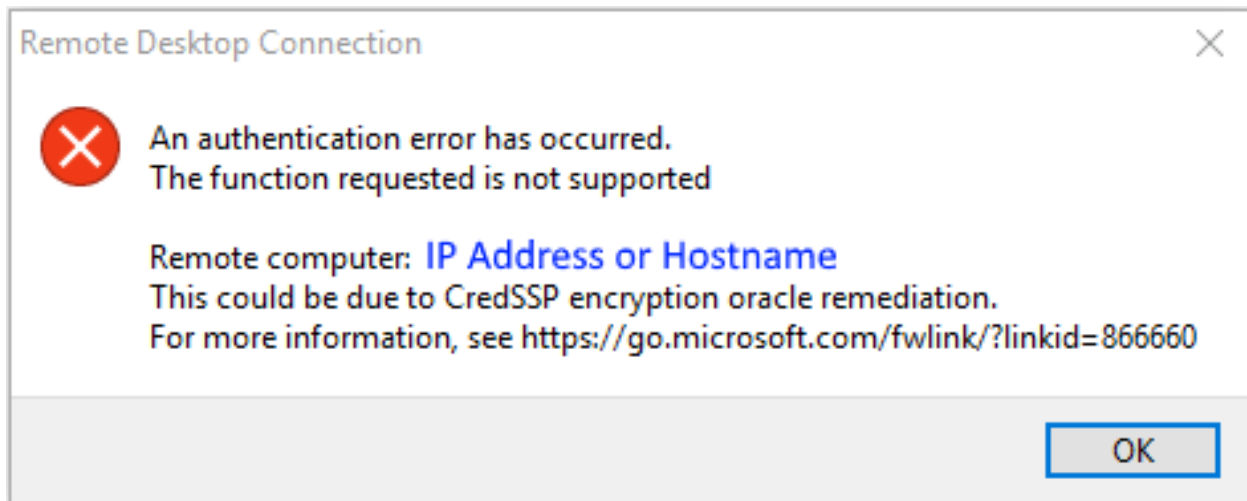 Remote Desktop Connection
An authentication error has occurred.
The function requested is not supported
Remote computer: IP Address or Hostname
This could be due to CredSSP encryption oracle remediation.
For more information, see https://go.microsoft.com/fwlink/?linkid=866660
OK